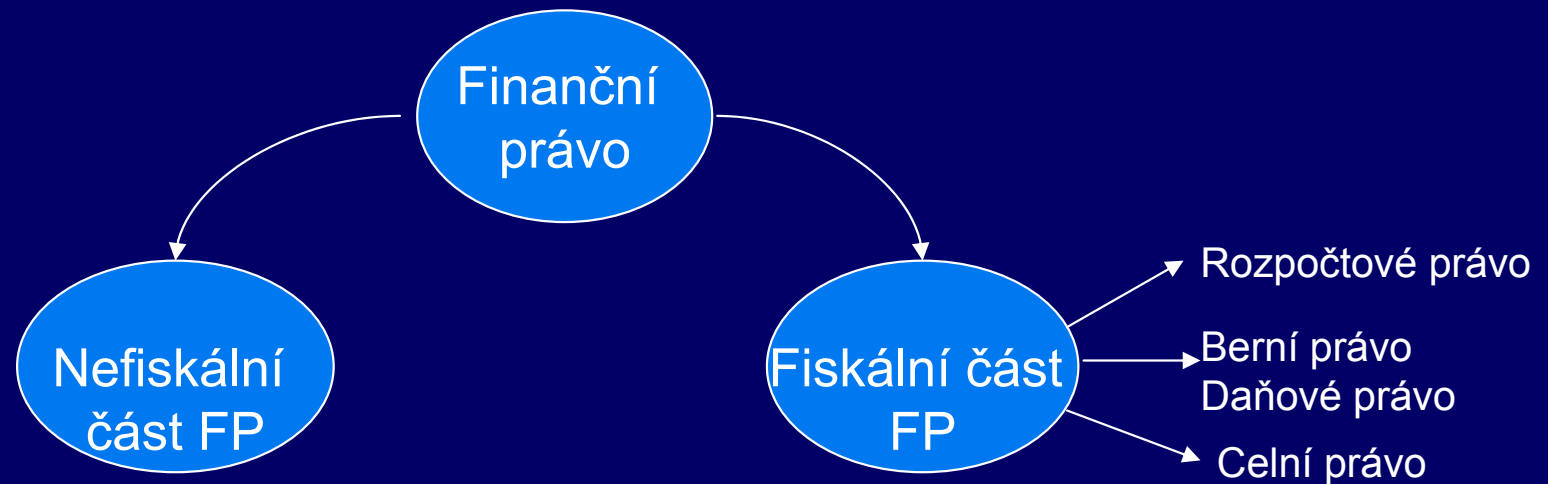 Finanční
právo
Nefiskální
část FP
Fiskální část
FP
Rozpočtové právo
Berní právo
Daňové právo
Celní právo